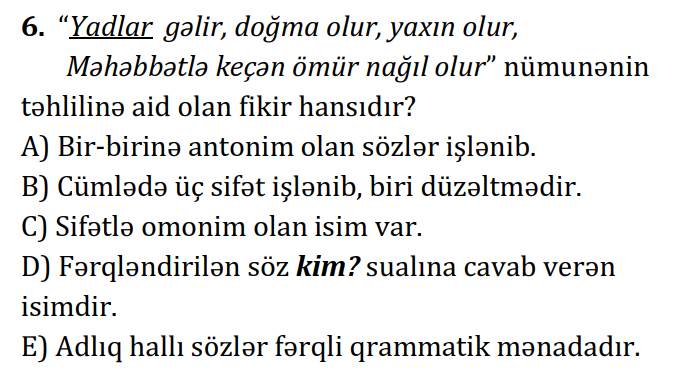 6. “Yadlar gəlir, doğma olur, yaxın olur,
Məhəbbətlə keçən ömür nağıl olur” nümunənin
təhlilinə aid olan fikir hansıdır?
A) Bir-birinə antonim olan sözlər işlənib.
B) Cümlədə üç sifət işlənib, biri düzəltmədir.
C) Sifətlə omonim olan isim var.
D) Fərqləndirilən söz kim? sualına cavab verən
isimdir.
E) Adlıq hallı sözlər fərqli qrammatik mənadadır.